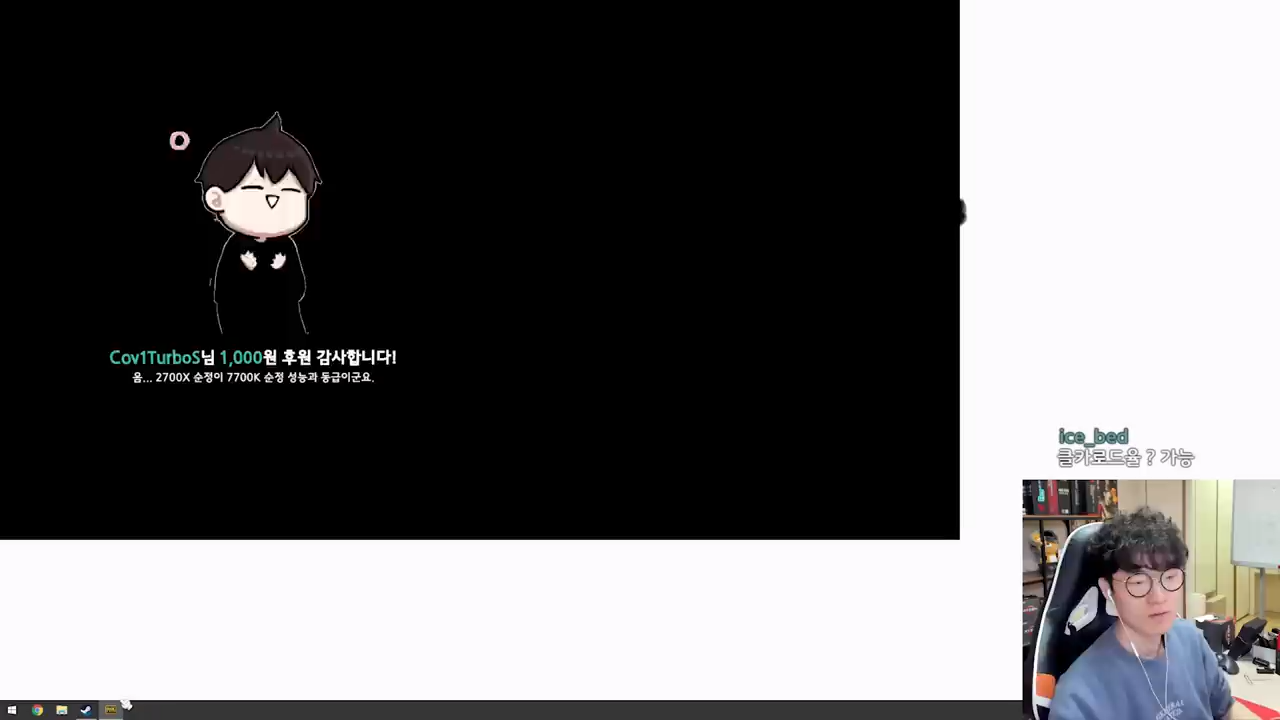 Cov1TurboS님 1,000원 후원 감사합니다!
음... 2700X 순정이 7700K 순정 성능과 동급이군요.
ice_bed
클카로드율 ? 가능